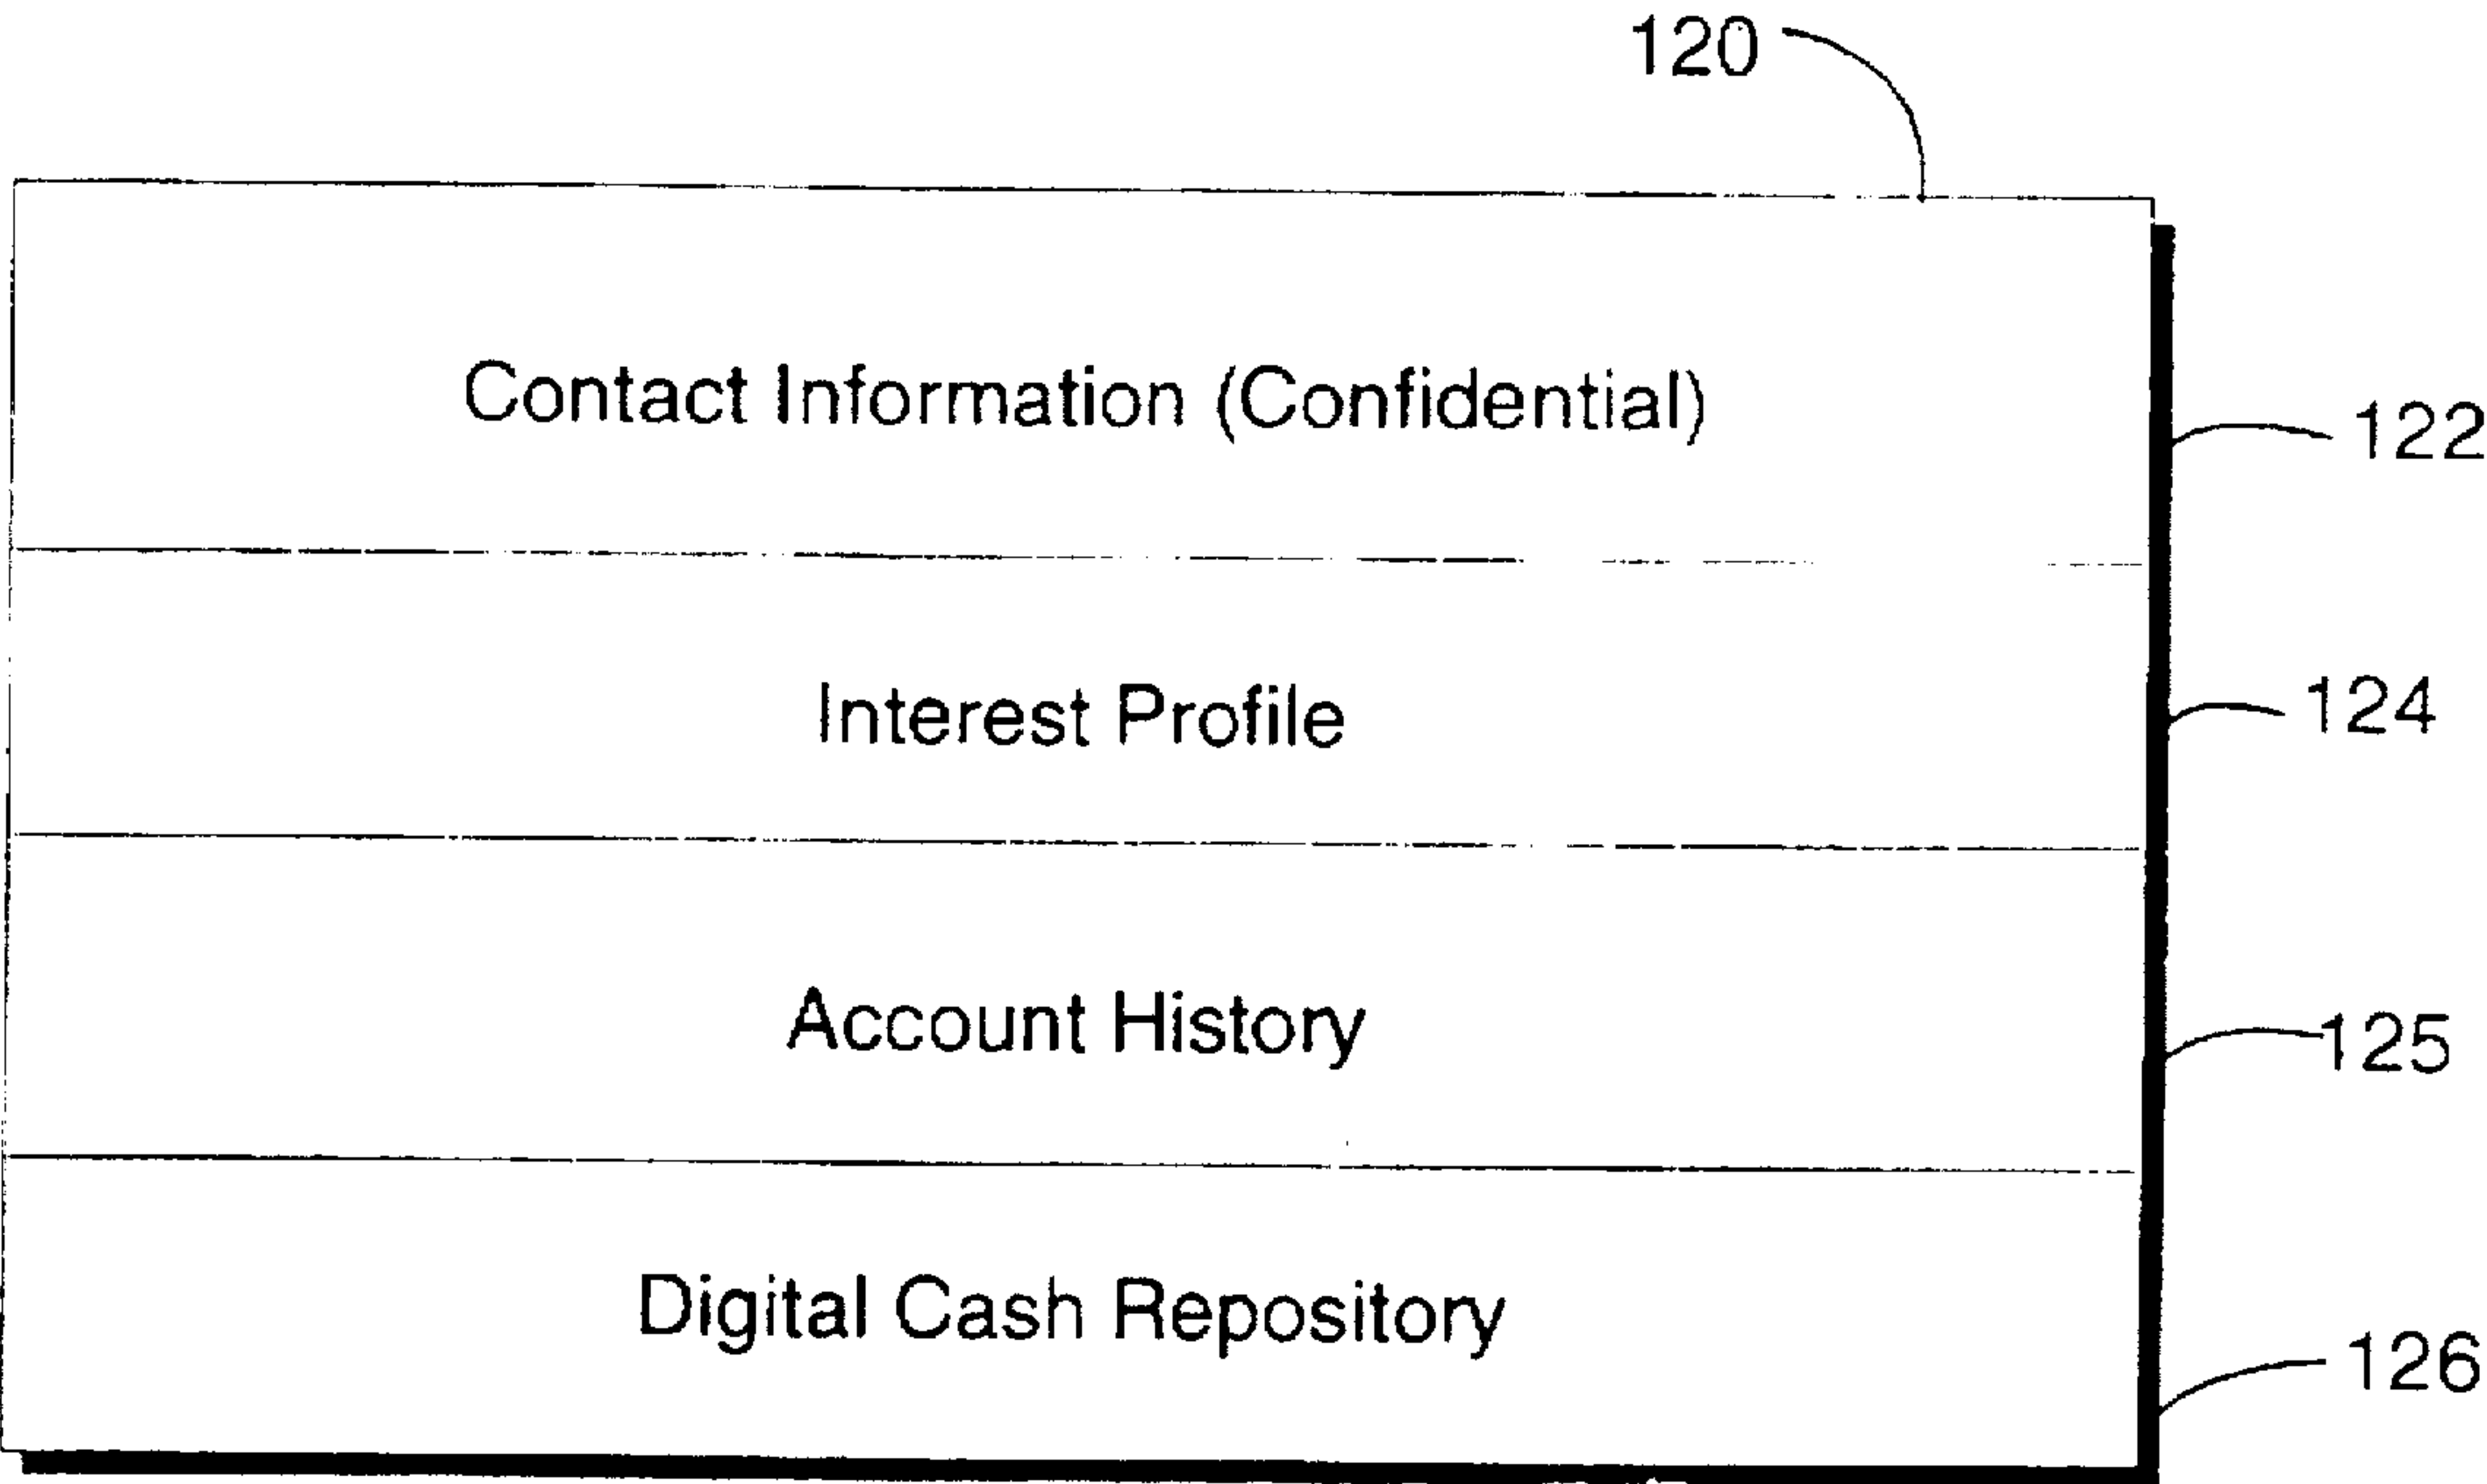 120
Contact Information (Confidential)
122
Interest Profile
124
Account History
125
Digital Cash Repository
126